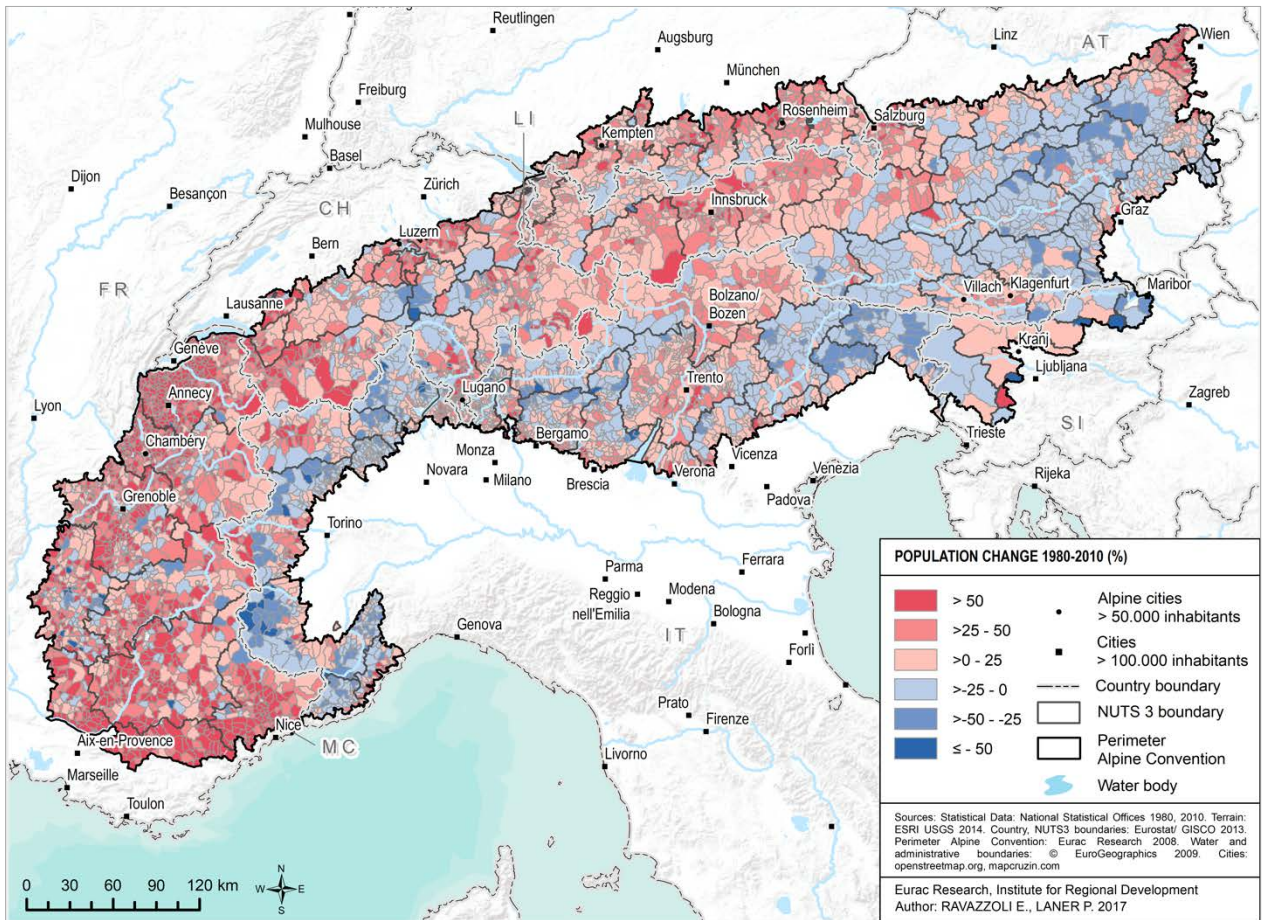 Reutlingen
Linz
AT
Wien
Augsburg
München
Freiburg
Mulhouse
LI
Kempten
Rosenheim
Salzburg
Basel
Dijon
Besançon
Zürich
CH
Innsbruck
Graz
Luzern
Bern
FR
Bolzano/
Bozen
Villach
Klagenfurt
Maribor
Lausanne
Genève
Kranj
Ljubljana
Trento
Annecy
Lugano
Zagreb
Lyon
SI
Chambéry
Bergamo
Trieste
Monza
Vicenza
Novara
Milano
Brescia
Verona
Venezia
Rijeka
Padova
Grenoble
Torino
Ferrara
Parma
Reggio
nell'Emilia
Modena
Bologna
Genova
IT
Forlì
Prato
Firenze
Nice
MC
Aix-en-Provence
Livorno
Marseille
Toulon
POPULATION CHANGE 1980-2010 (%)
> 50
>25 - 50
>0 - 25
>-25 - 0
>-50 - -25
≤ - 50
Alpine cities
> 50.000 inhabitants
Cities
> 100.000 inhabitants
Country boundary
NUTS 3 boundary
Perimeter
Alpine Convention
Water body
Sources: Statistical Data: National Statistical Offices 1980, 2010. Terrain:
ESRI USGS 2014. Country, NUTS3 boundaries: Eurostat/ GISCO 2013.
Perimeter Alpine Convention: Eurac Research 2008. Water and
administrative boundaries: © EuroGeographics 2009. Cities:
openstreetmap.org, mapcruzin.com
Eurac Research, Institute for Regional Development
Author: RAVAZZOLI E., LANER P. 2017
0 30 60 90 120 km
N
W E
S